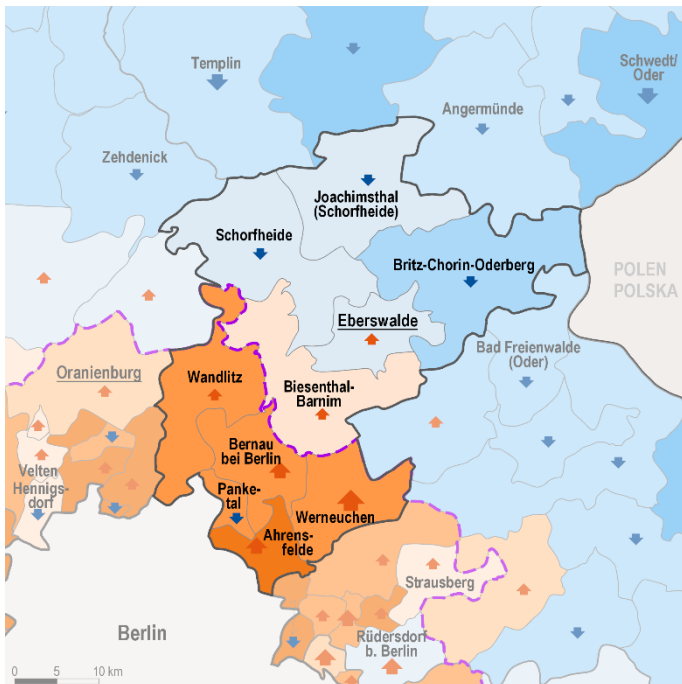 Templin
Schwedt/
Oder
Angermünde
Zehdenick
Joachimsthal
(Schorfheide)
Schorfheide
Britz-Chorin-Oderberg
POLEN
POLSKA
Eberswalde
Bad Freienwalde
(Oder)
Oranienburg
Wandlitz
Biesenthal-
Barnim
Bernau
bei Berlin
Velten
Hennigs-
dorf
Panke-
tal
Werneuchen
Ahrens-
felde
Strausberg
Berlin
Rüdersdorf
b. Berlin
0 5 10 km